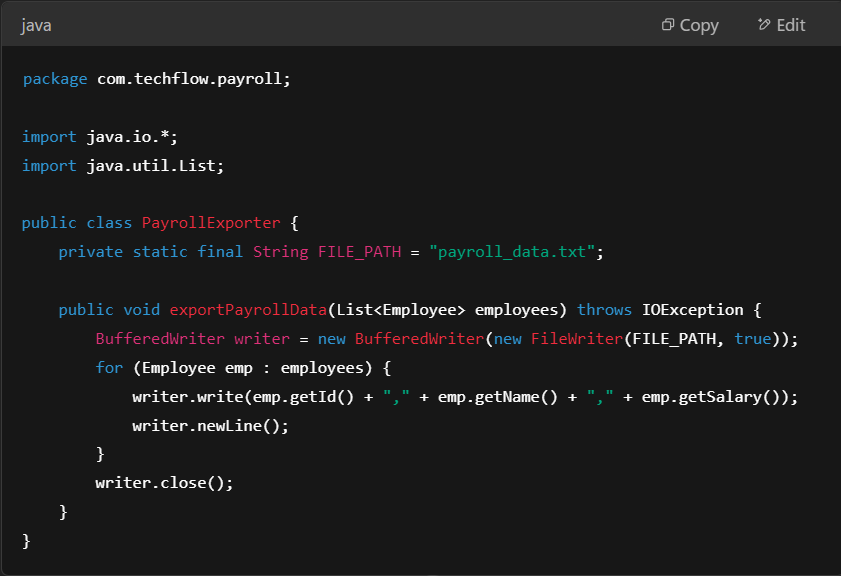 java
Copy
Edit
package com.techflow.payroll;
import java.io.*;
import java.util.List;
public class PayrollExporter {
    private static final String FILE_PATH = "payroll_data.txt";
    public void exportPayrollData(List<Employee> employees) throws IOException {
        BufferedWriter writer = new BufferedWriter(new FileWriter(FILE_PATH, true));
        for (Employee emp : employees) {
            writer.write(emp.getId() + "," + emp.getName() + "," + emp.getSalary());
            writer.newLine();
        }
        writer.close();
    }
}